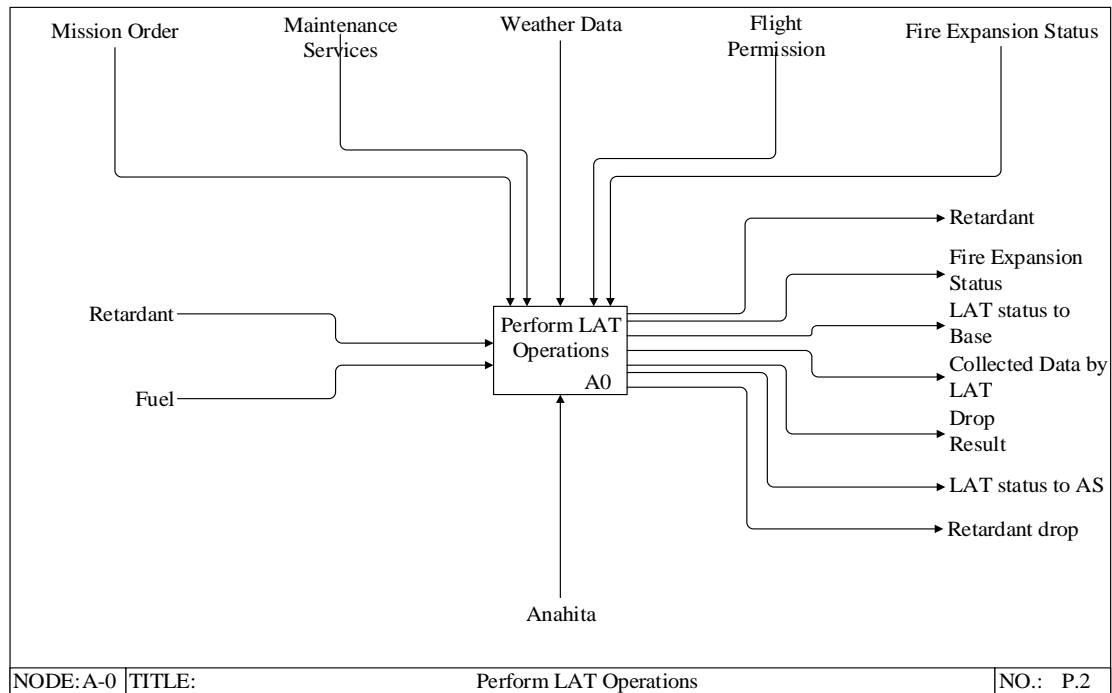 Mission Order
Maintenance
Services
Weather Data
Flight
Permission
Fire Expansion Status
Retardant
Fuel
Perform LAT
Operations
A0
Retardant
Fire Expansion
Status
LAT status to
Base
Collected Data by
LAT
Drop
Result
LAT status to AS
Retardant drop
Anahita
NODE: A-0 TITLE: Perform LAT Operations NO.: P.2